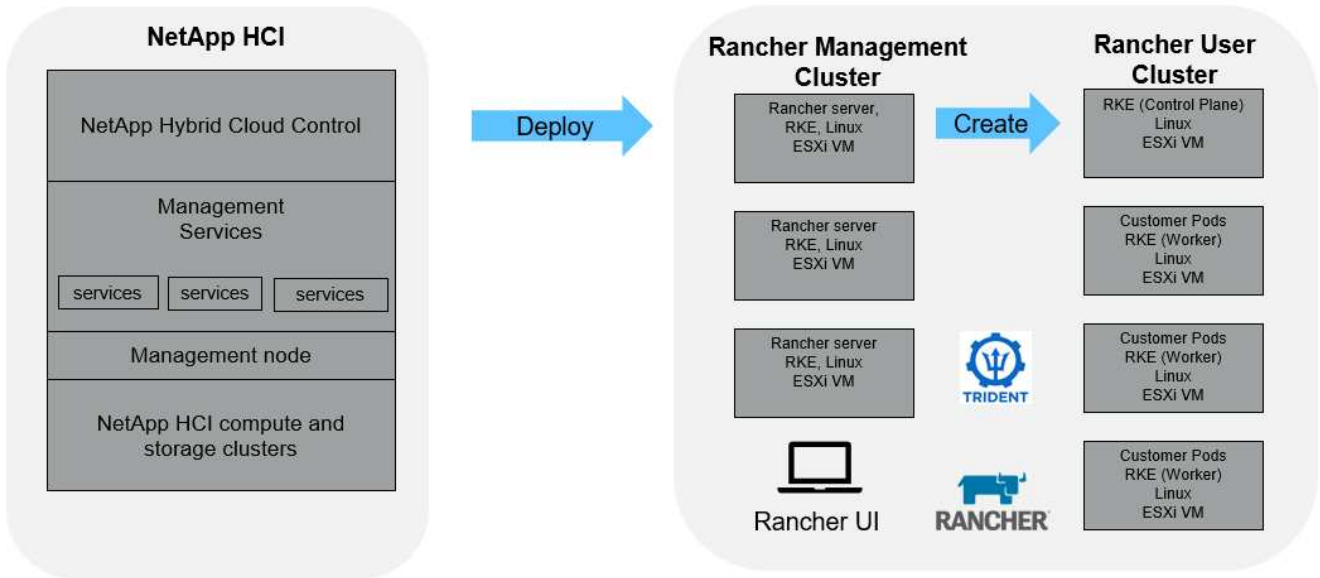 NetApp HCI
NetApp Hybrid Cloud Control
Management
Services
services
services
services
Management node
NetApp HCI compute and
storage clusters
Deploy
Rancher Management
Cluster
Rancher server,
RKE, Linux
ESXi VM
Rancher server
RKE, Linux
ESXi VM
Rancher server
RKE, Linux
ESXi VM
Rancher UI
Create
TRIDENT
RANCHER
Rancher User
Cluster
RKE (Control Plane)
Linux
ESXi VM
Customer Pods
RKE (Worker)
Linux
ESXi VM
Customer Pods
RKE (Worker)
Linux
ESXi VM
Customer Pods
RKE (Worker)
Linux
ESXi VM